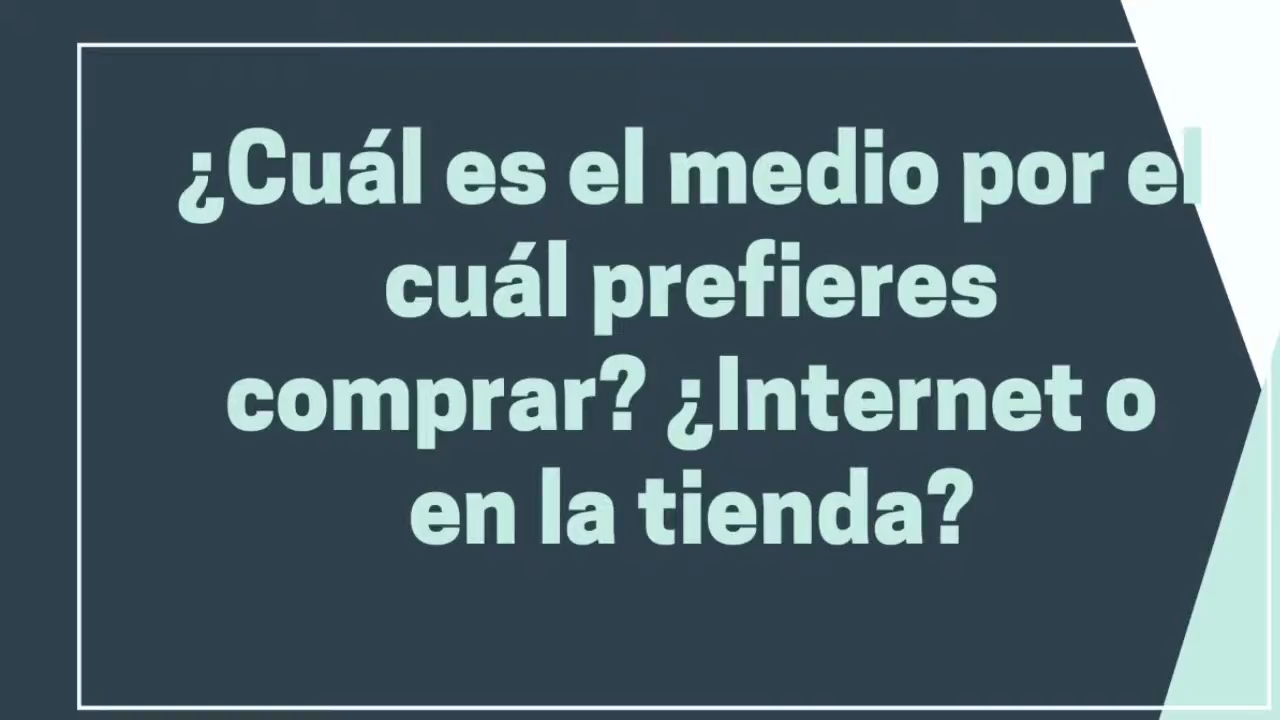 ¿Cuál es el medio por el
cuál prefieres
comprar? ¿Internet o
en la tienda?